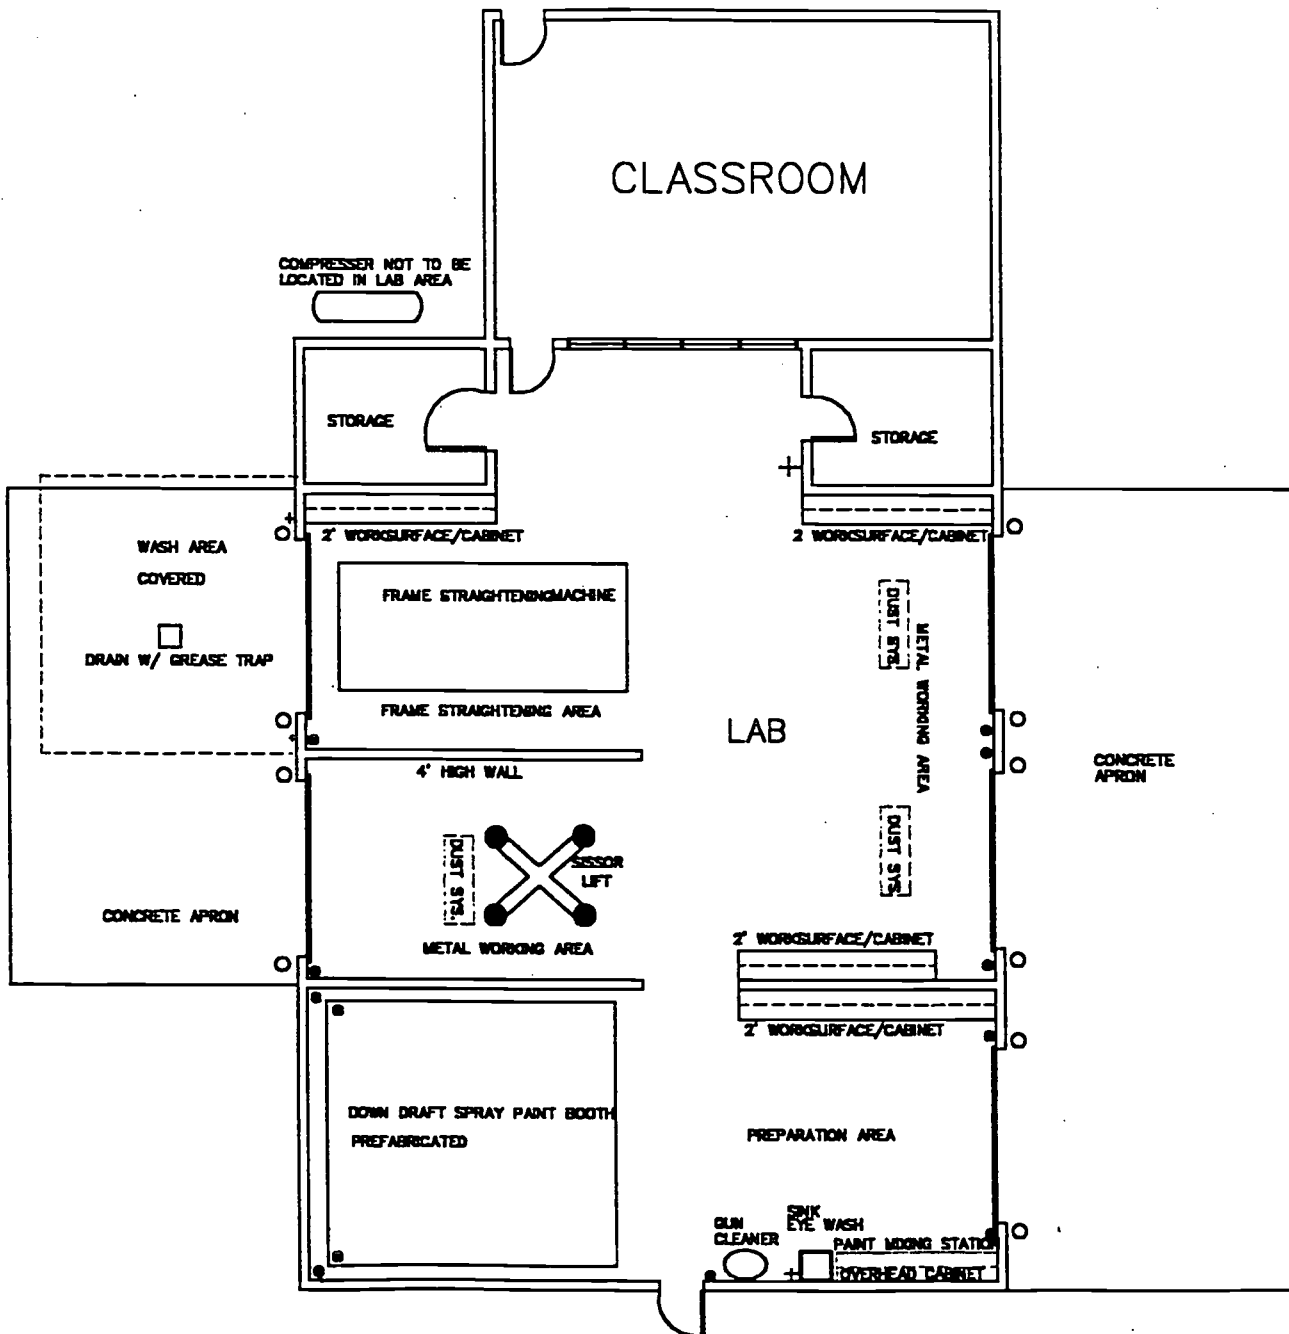 CLASSROOM
COMPRESSER NOT TO BE
LOCATED IN LAB AREA
STORAGE
STORAGE
2' WORKSURFACE/CABINET
2 WORKSURFACE/CABINET
WASH AREA
COVERED
DRAIN W/ GREASE TRAP
FRAME STRAIGHTENINGMACHINE
FRAME STRAIGHTENING AREA
DUST SYS.
METAL WORKING AREA
LAB
4' HIGH WALL
CONCRETE
APRON
DUST SYS.
SISSOR
LIFT
DUST SYS.
CONCRETE APRON
METAL WORKING AREA
2' WORKSURFACE/CABINET
2' WORKSURFACE/CABINET
DOWN DRAFT SPRAY PAINT BOOTH
PREFABRICATED
PREPARATION AREA
GUN
CLEANER
SINK
EYE WASH
PAINT MIXING STATION
OVERHEAD CABINET